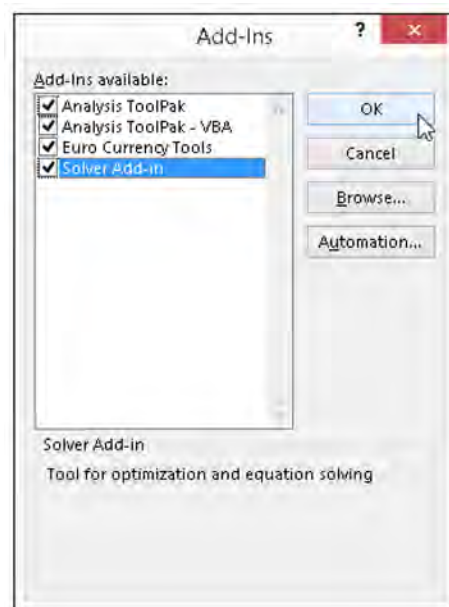 Add-Ins
?
Add-Ins available:
Analysis ToolPak
Analysis ToolPak - VBA
Euro Currency Tools
Solver Add-in
OK
Cancel
Browse...
Automation...
Solver Add-in
Tool for optimization and equation solving